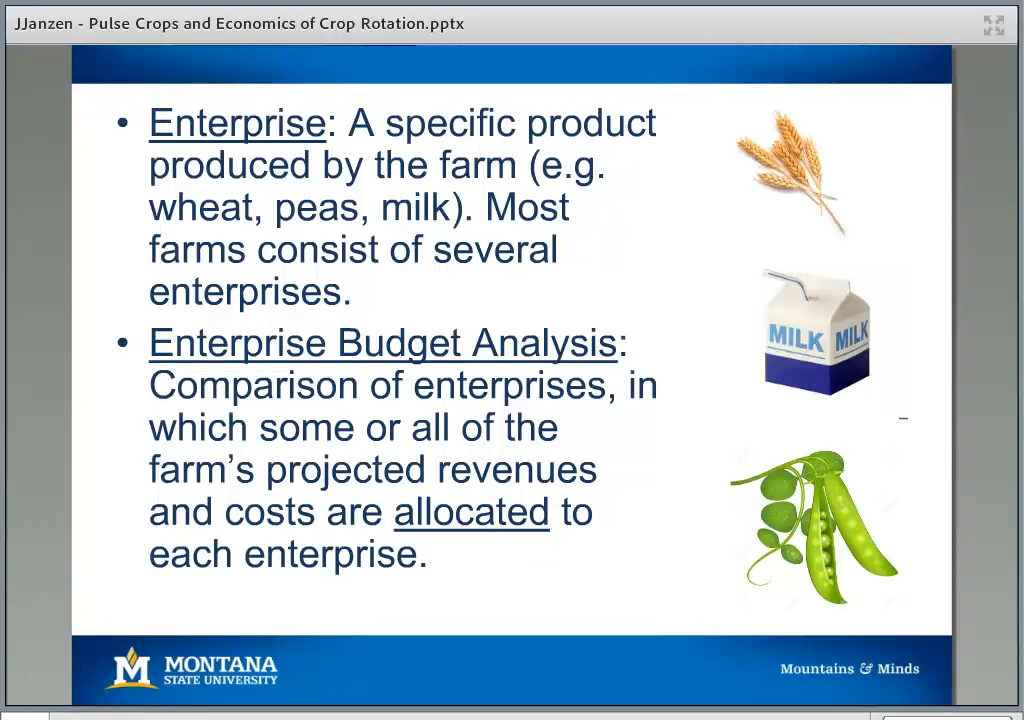 JJanzen - Pulse Crops and Economics of Crop Rotation.pptx
• Enterprise: A specific product
produced by the farm (e.g.
wheat, peas, milk). Most
farms consist of several
enterprises.
• Enterprise Budget Analysis:
Comparison of enterprises, in
which some or all of the
farm’s projected revenues
and costs are allocated to
each enterprise.
MILK MILK
M MONTANA
STATE UNIVERSITY
Mountains & Minds